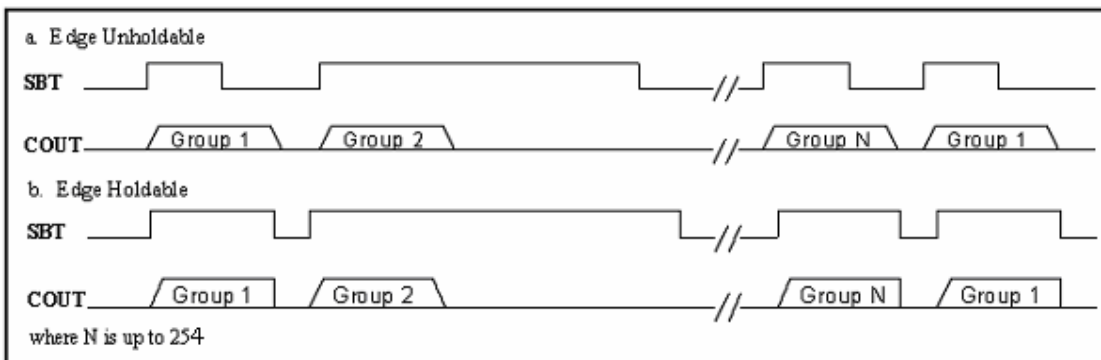 a. Edge Unholdable
SBT
//
COUT Group 1 Group 2 // Group N Group 1
b. Edge Holdable
SBT
//
COUT Group 1 Group 2 // Group N Group 1
where N is up to 254